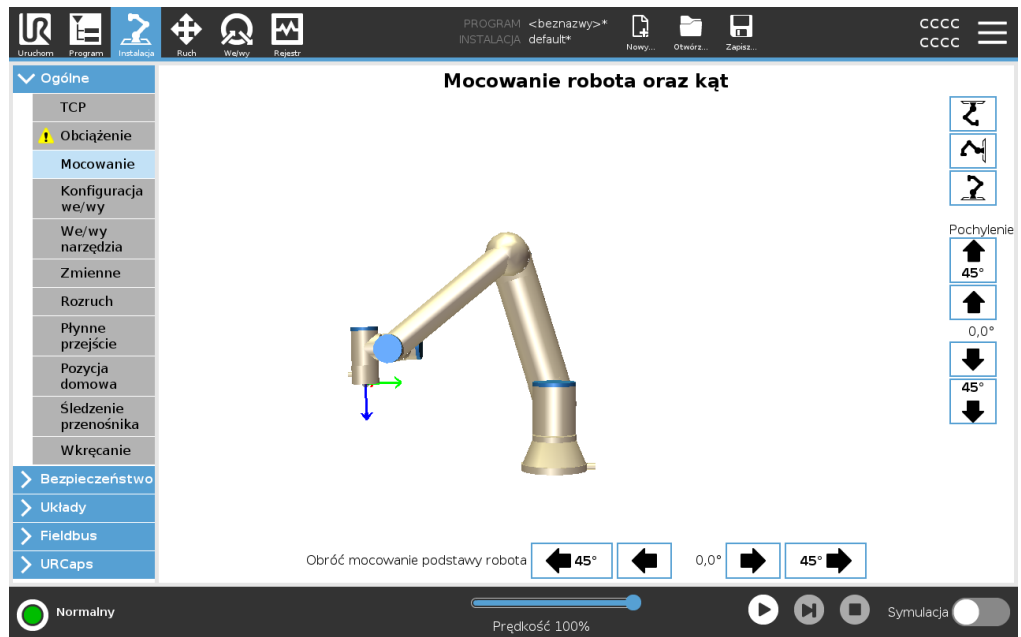 UR
Uruchom
Program
Instalacja
Ruch
We/wy
Rejestr
PROGRAM <beznazwy>*
INSTALACJA default*
Nowy...
Otwórz...
Zapisz...
CCCC
CCCC
Ogólne
TCP
Obciążenie
Mocowanie
Konfiguracja
we/wy
We/wy
narzędzia
Zmienne
Rozruch
Płynne
przejście
Pozycja
domowa
Śledzenie
przenośnika
Wkręcanie
Bezpieczeństwo
Układy
Fieldbus
URCaps
Mocowanie robota oraz kąt
Pochylenie
45°
0,0°
45°
Obróć mocowanie podstawy robota 45° 0,0° 45°
Normalny
Prędkość 100%
Symulacja